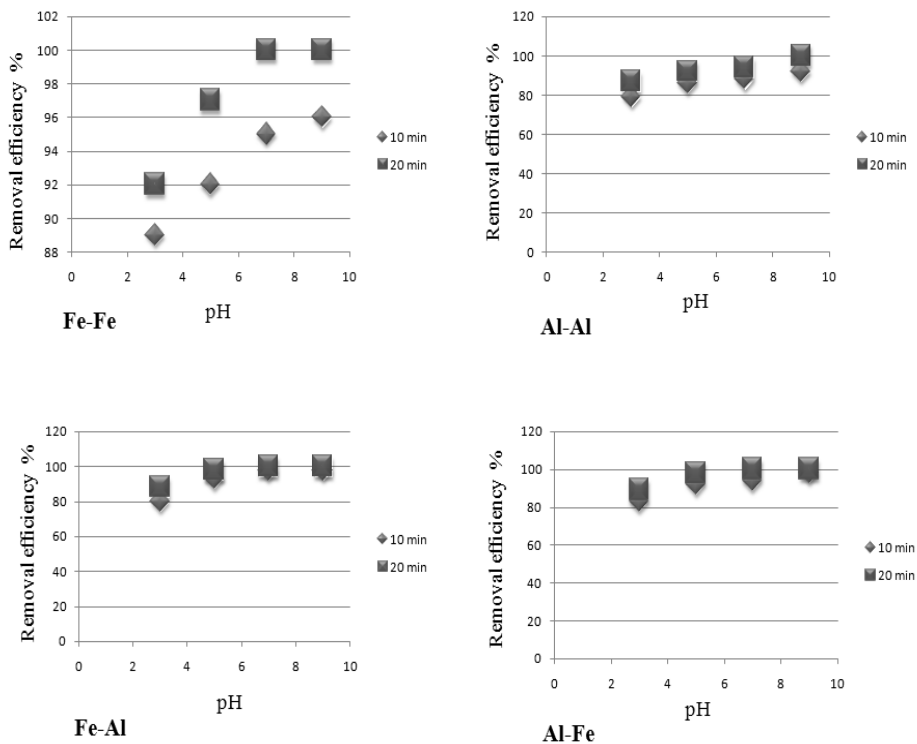 102
100
98
96
94
92
90
88
0 2 4 6 8 10
Removal efficiency %
pH
Fe-Fe
10 min
20 min
120
100
80
60
40
20
0
0 2 4 6 8 10
Removal efficiency %
pH
Al-Al
10 min
20 min
120
100
80
60
40
20
0
0 2 4 6 8 10
Removal efficiency %
pH
Fe-Al
10 min
20 min
120
100
80
60
40
20
0
0 2 4 6 8 10
Removal efficiency %
pH
Al-Fe
10 min
20 min